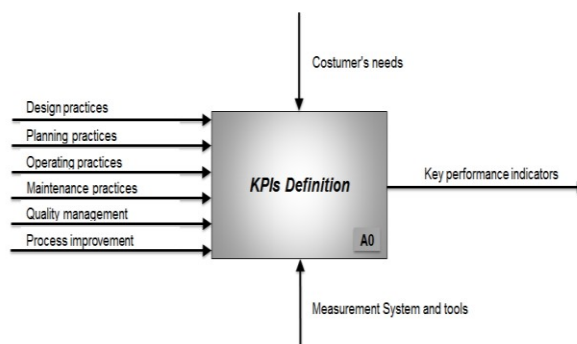 Costumer's needs
Design practices
Planning practices
Operating practices
Maintenance practices
Quality management
Process improvement
KPIs Definition
A0
Key performance indicators
Measurement System and tools